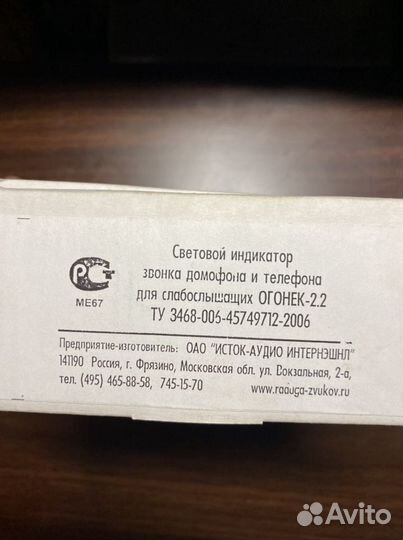 Световой индикатор
звонка домофона и телефона
для слабослышащих ОГОНЕК-2.2
ТУ 3468-006-45749712-2006
РСТ
МЕ67
Предприятие-изготовитель: ОАО "ИСТОК-АУДИО ИНТЕРНЭШНЛ"
141190 Россия, г. Фрязино, Московская обл. ул. Вокзальная, 2-а,
тел. (495) 465-88-58, 745-15-70 www.raduga-zvukov.ru
Avito